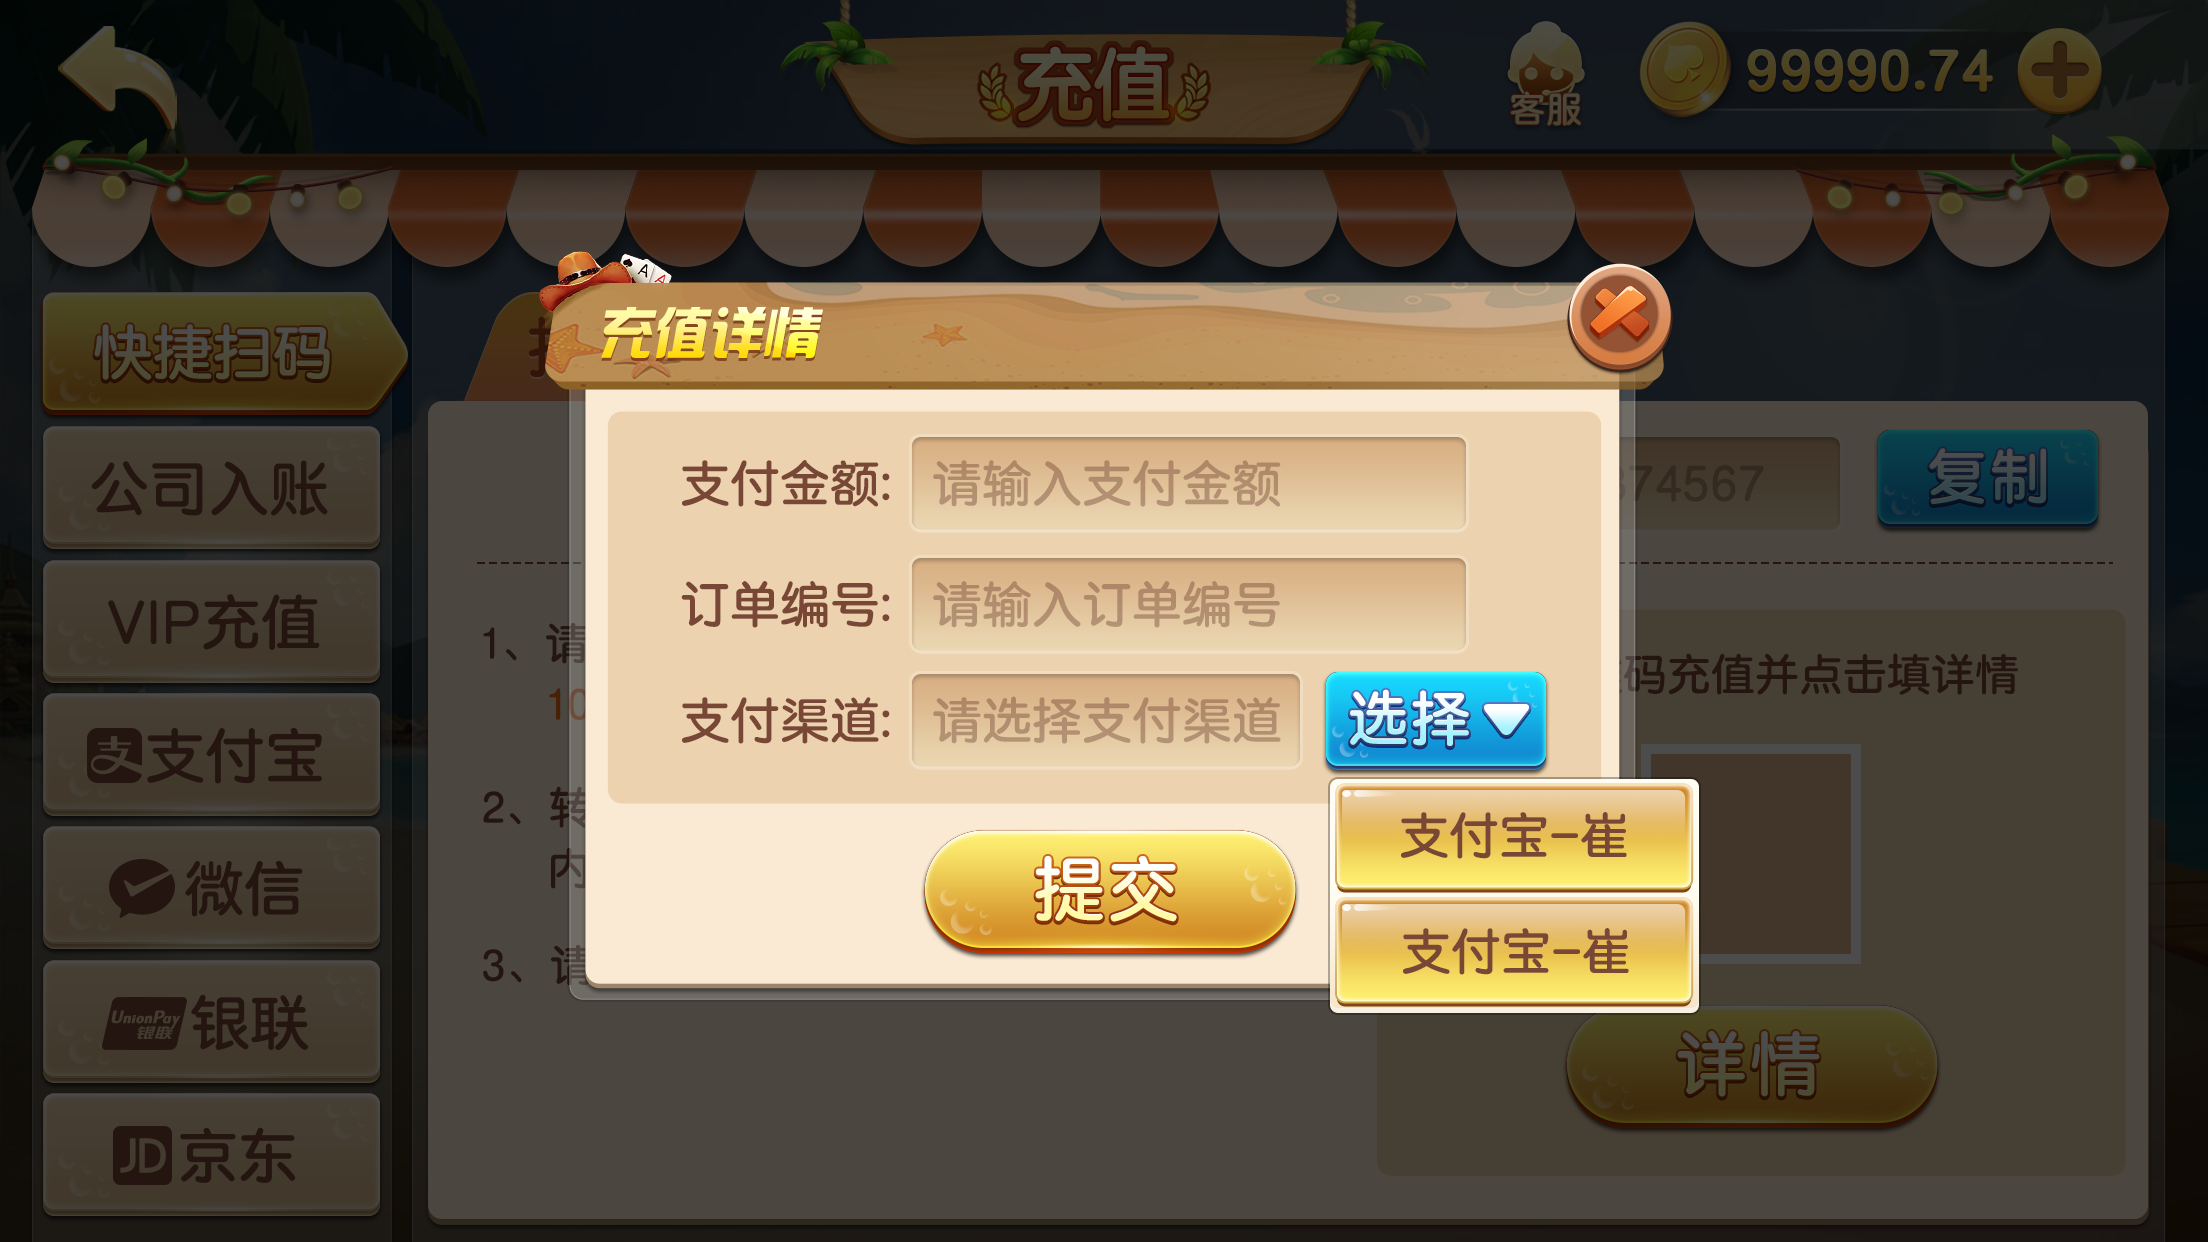 充值
客服
99990.74
快捷扫码
公司入账
VIP充值
支付宝
微信
UnionPay
银联
银联
JD京东
A
A
充值详情
支付金额:
请输入支付金额
订单编号:
请输入订单编号
支付渠道:
请选择支付渠道
选择
支付宝-崔
支付宝-崔
提交
74567
复制
1、请
10
2、转
内
3、请
码充值并点击填详情
详情